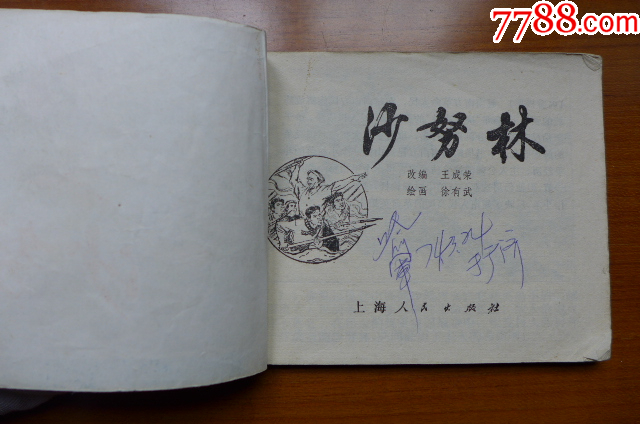 7788.com
沙努林
改编 王成荣
绘画 徐有武
上海人民出版社